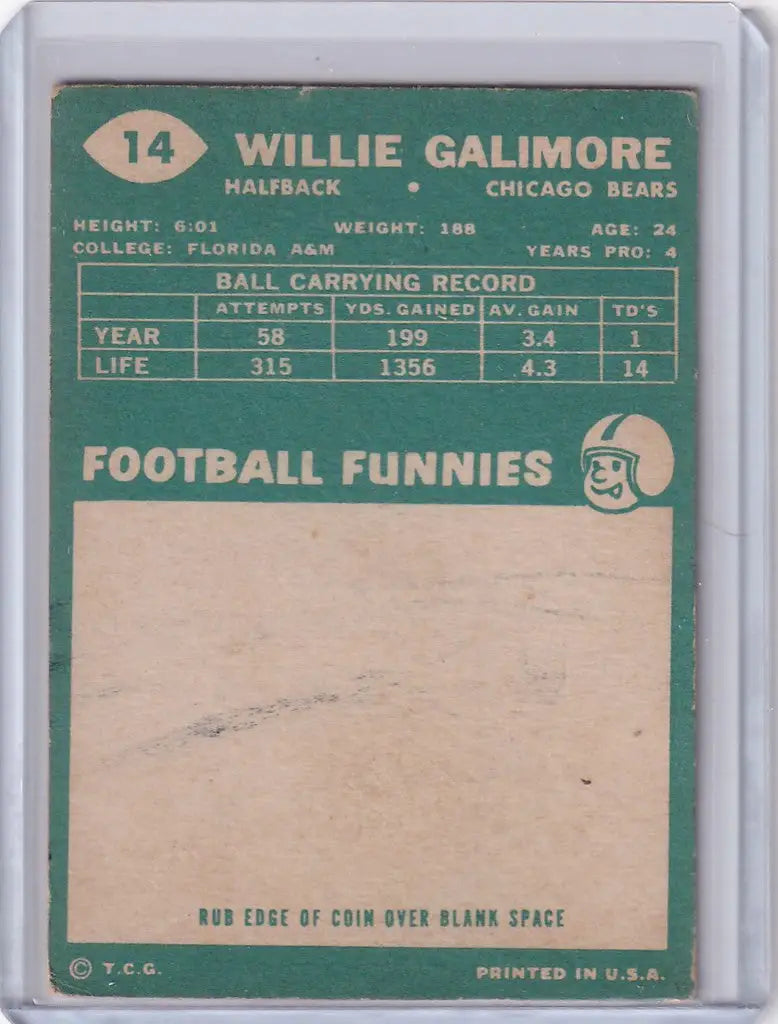 14 WILLIE GALIMORE
HALFBACK • CHICAGO BEARS
HEIGHT: 6:01 WEIGHT: 188 AGE: 24
COLLEGE: FLORIDA A&M YEARS PRO: 4
BALL CARRYING RECORD
ATTEMPTS YDS. GAINED AV. GAIN TD'S
YEAR 58 199 3.4 1
LIFE 315 1356 4.3 14
FOOTBALL FUNNIES
RUB EDGE OF COIN OVER BLANK SPACE
© T.C.G. PRINTED IN U.S.A.